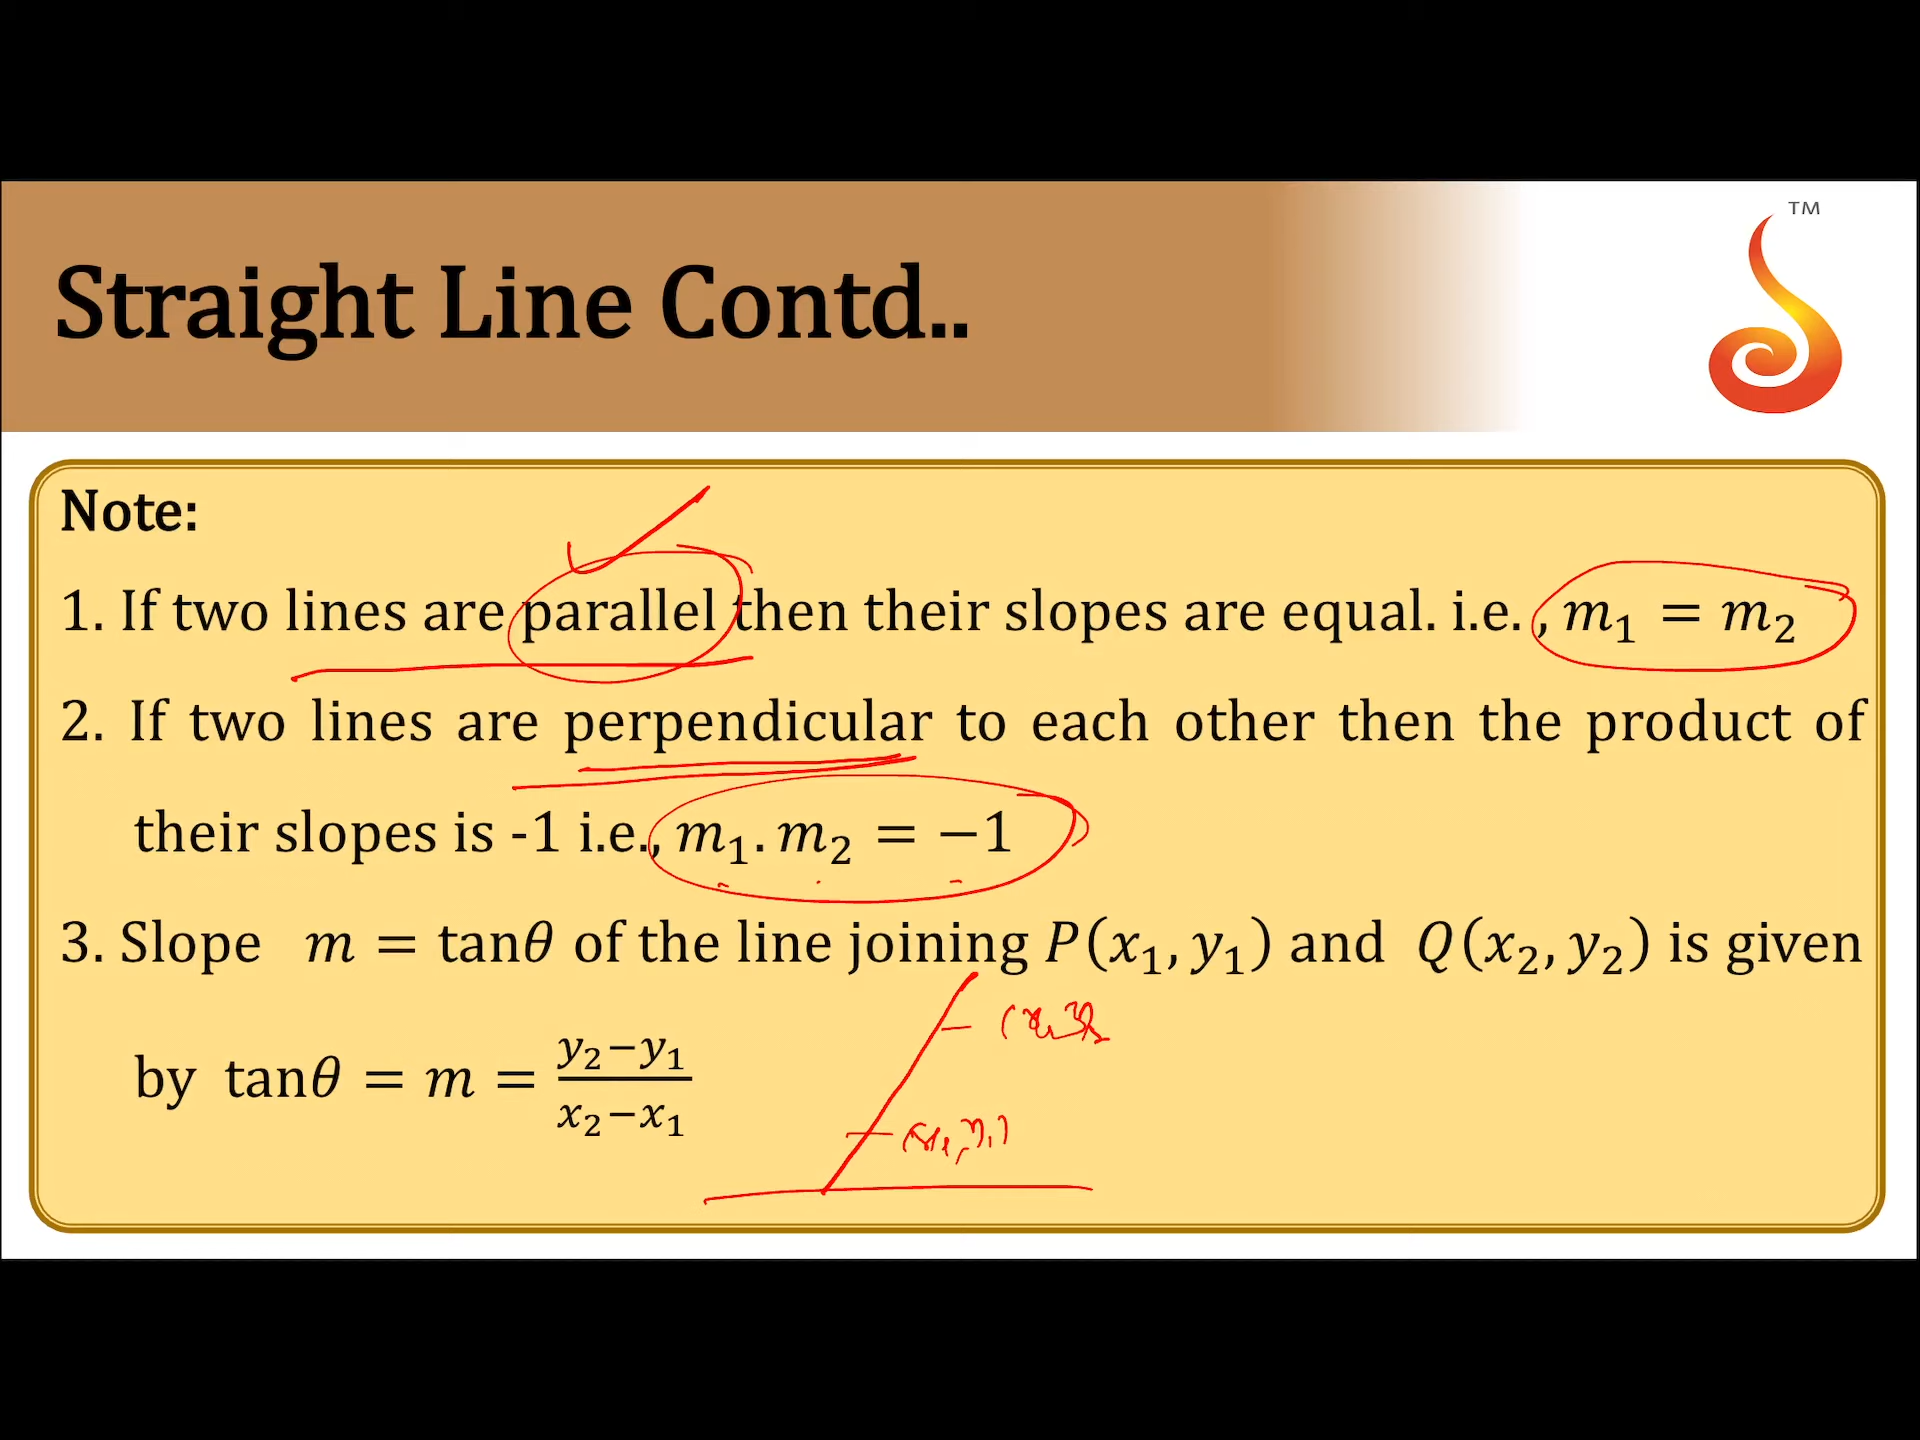 TM
Straight Line Contd..
Note:
1. If two lines are parallel then their slopes are equal. i.e. , m₁ = m₂
2. If two lines are perpendicular to each other then the product of
their slopes is -1 i.e., m₁. m₂ = −1
3. Slope m = tanθ of the line joining P(x₁, y₁) and Q(x₂, y₂) is given
by tanθ = m = (y₂−y₁)/(x₂−x₁)
(x₁, y₁)